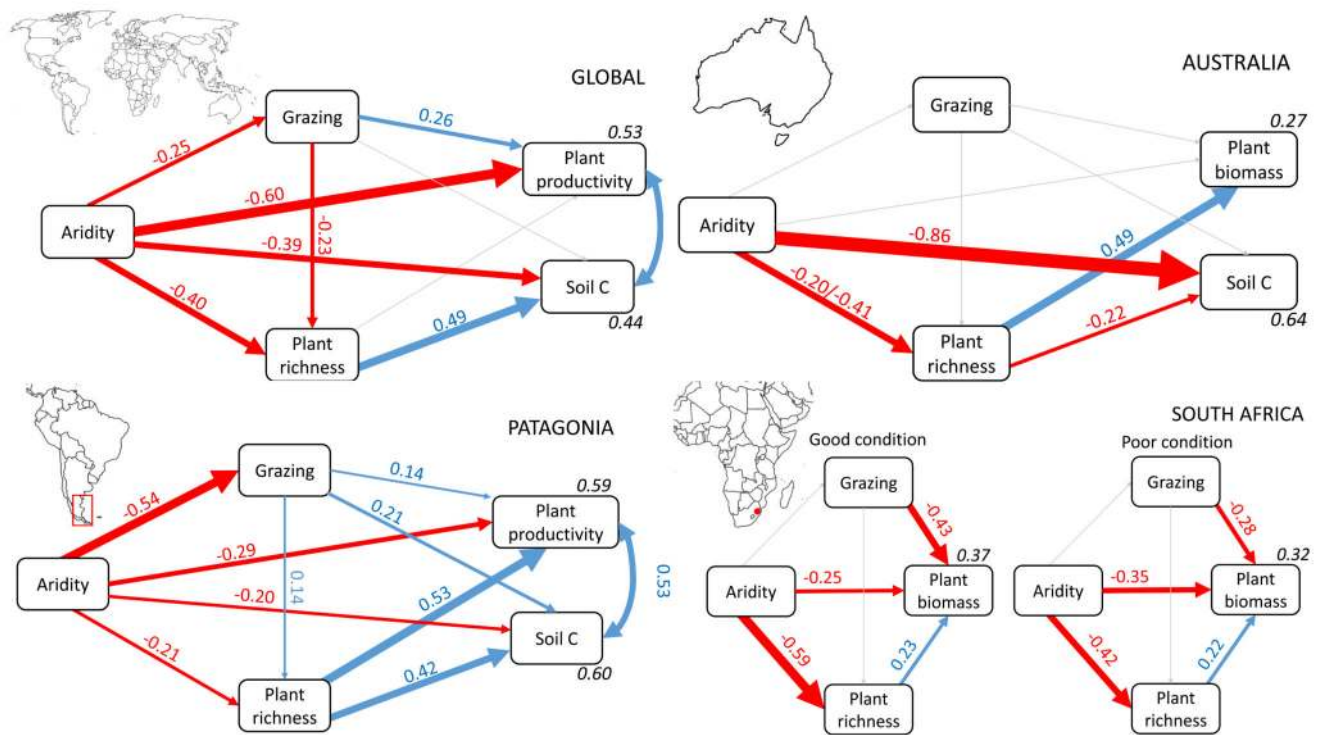 GLOBAL
Grazing
0.26
0.53
Plant
productivity
-0.25
-0.60
Aridity
-0.23
-0.39
Soil C
-0.40
0.44
Plant
richness
0.49
AUSTRALIA
Grazing
0.27
Plant
biomass
Aridity
-0.86
0.49
Soil C
-0.20/-0.41
-0.22
0.64
Plant
richness
PATAGONIA
Grazing
0.14
0.59
-0.54
0.21
Plant
productivity
-0.29
Aridity
0.14
0.53
0.53
-0.20
Soil C
-0.21
0.42
0.60
Plant
richness
SOUTH AFRICA
Good condition
Grazing
-0.43
0.37
Aridity
-0.25
Plant
biomass
-0.59
0.23
Plant
richness
Poor condition
Grazing
-0.28
0.32
Aridity
-0.35
Plant
biomass
-0.42
0.22
Plant
richness